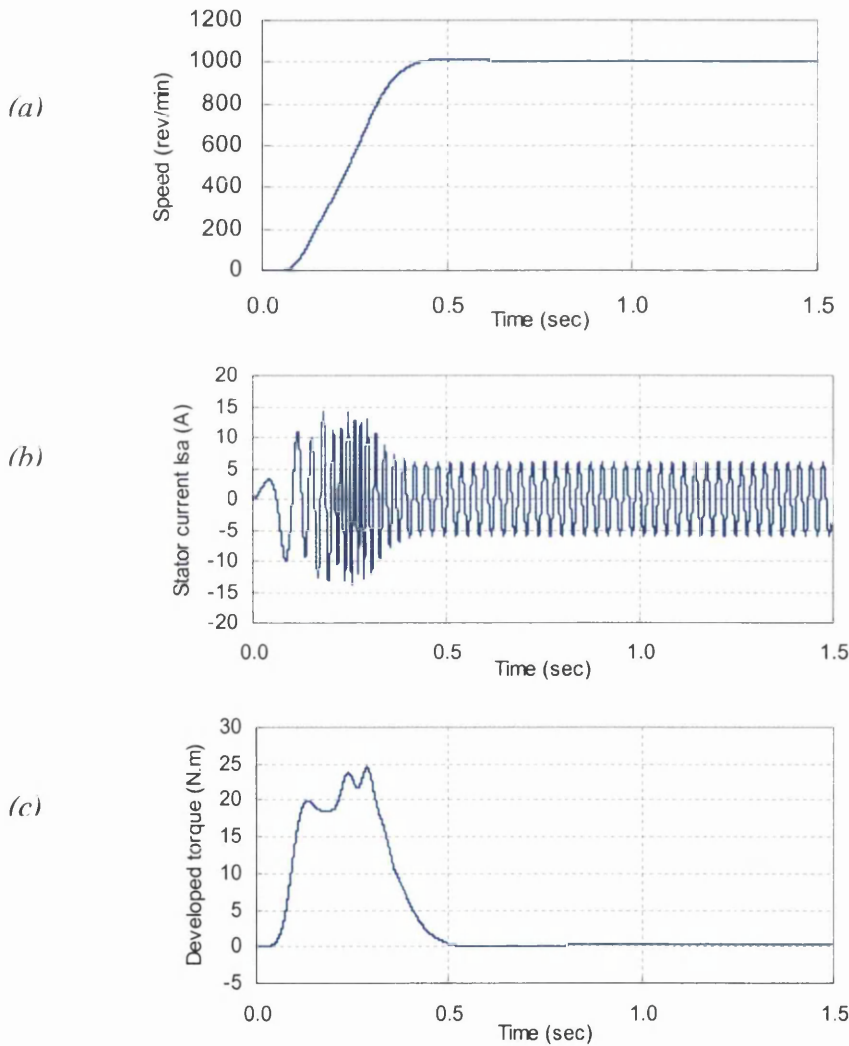 (a)
Speed (rev/min)
1200
1000
800
600
400
200
0
0.0 0.5 1.0 1.5
Time (sec)
(b)
Stator current Isa (A)
20
15
10
5
0
-5
-10
-15
-20
0.0 0.5 1.0 1.5
Time (sec)
(c)
Developed torque (N.m)
30
25
20
15
10
5
0
-5
0.0 0.5 1.0 1.5
Time (sec)